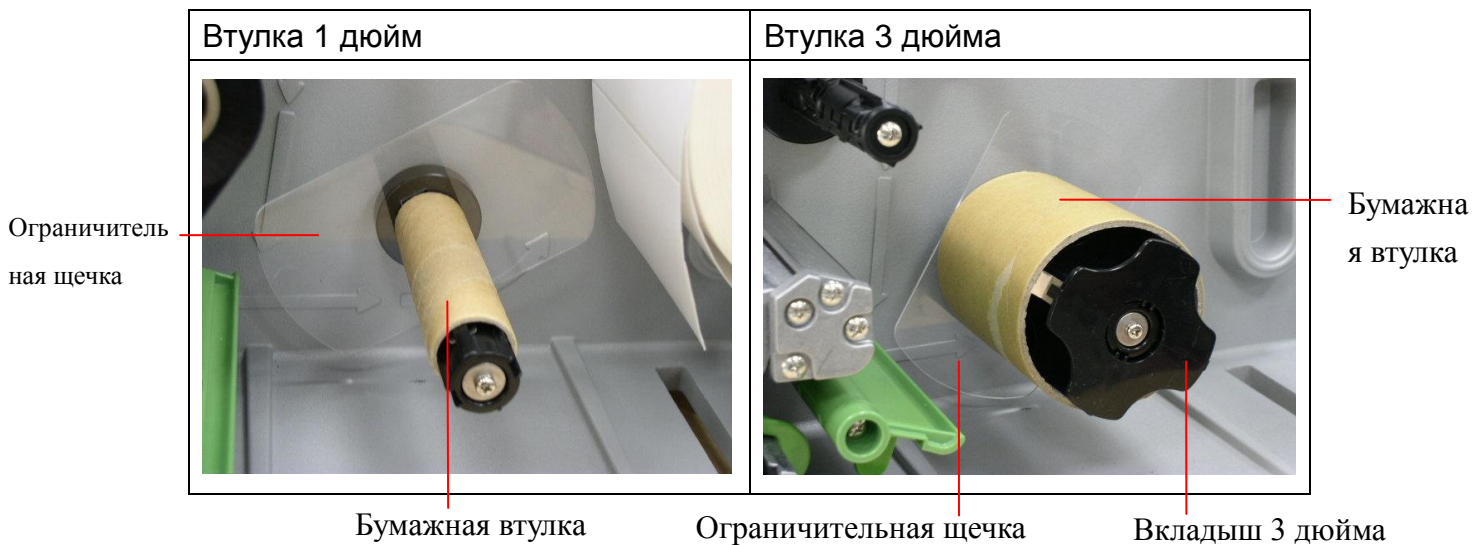 Втулка 1 дюйм
Втулка 3 дюйма
Ограничитель
ная щечка
Бумажна
я втулка
Бумажная втулка
Ограничительная щечка
Вкладыш 3 дюйма